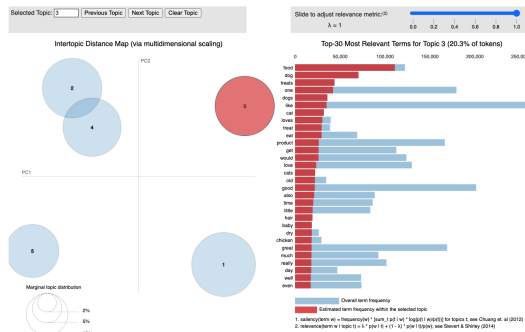 Selected Topic: 3 Previous Topic Next Topic Clear Topic
Slide to adjust relevance metric:(2)
λ = 1
0.0 0.2 0.4 0.6 0.8 1.0
Intertopic Distance Map (via multidimensional scaling)
PC2
PC1
2
4
3
5
1
Marginal topic distribution
2%
5%
Top-30 Most Relevant Terms for Topic 3 (20.3% of tokens)
0 50,000 100,000 150,000 200,000 250,00
food
dog
treats
one
dogs
like
cat
loves
treat
eat
product
get
would
love
cats
old
good
also
time
little
hair
baby
dry
chicken
great
much
really
day
well
even
Overall term frequency
Estimated term frequency within the selected topic
1. saliency(term w) = frequency(w) * [sum_t p(t | w) * log(p(t | w)/p(t))] for topics t; see Chuang et. al (2012)
2. relevance(term w | topic t) = λ * p(w | t) + (1 - λ) * p(w | t)/p(w); see Sievert & Shirley (2014)